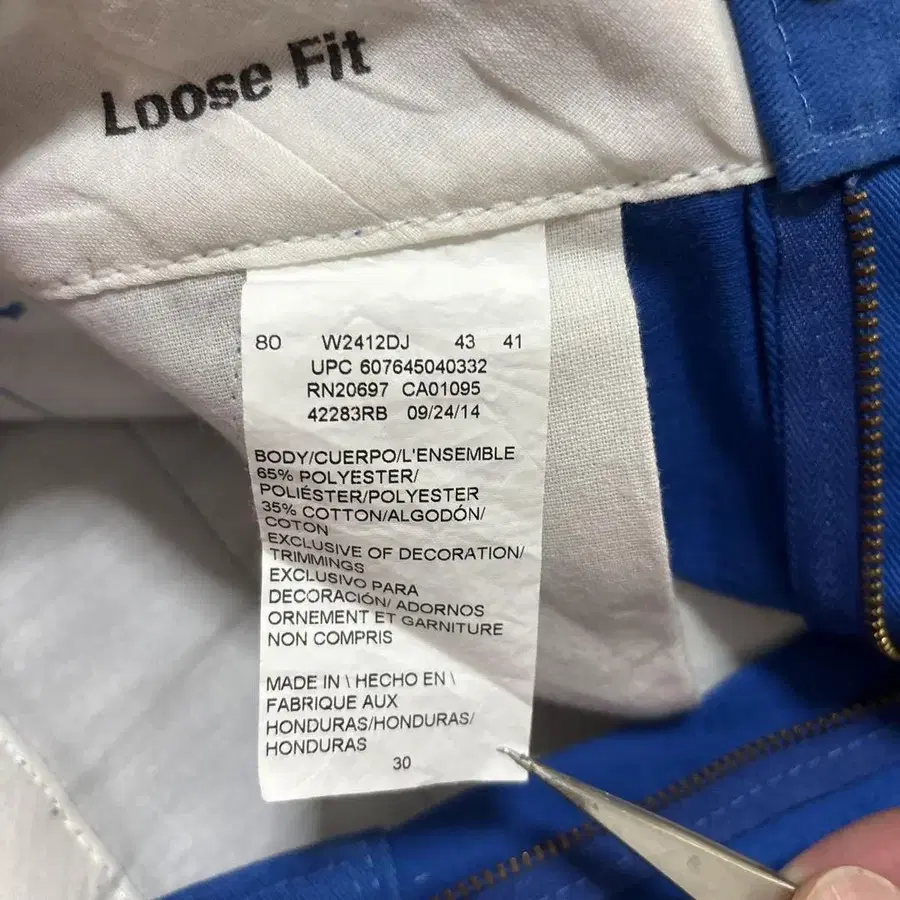 Loose Fit
80 W2412DJ 43 41
UPC 607645040332
RN20697 CA01095
42283RB 09/24/14
BODY/CUERPO/L'ENSEMBLE
65% POLYESTER/
POLIÉSTER/POLYESTER
35% COTTON/ALGODÓN/
COTON
EXCLUSIVE OF DECORATION/
TRIMMINGS
EXCLUSIVO PARA
DECORACIÓN/ ADORNOS
ORNEMENT ET GARNITURE
NON COMPRIS
MADE IN \ HECHO EN \
FABRIQUE AUX
HONDURAS/HONDURAS/
HONDURAS
30